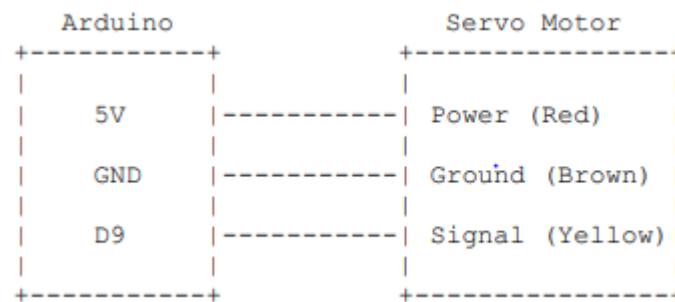 Arduino Servo Motor
5V Power (Red)
GND Ground (Brown)
D9 Signal (Yellow)